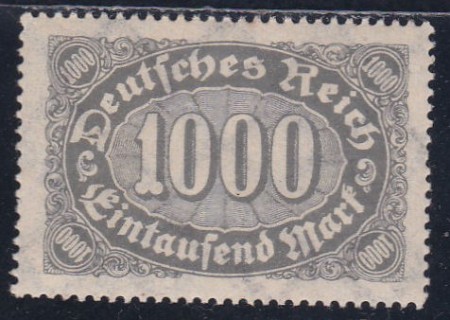 1000 1000
Deutsches Reich
1000
Eintausend Mark
1000 1000